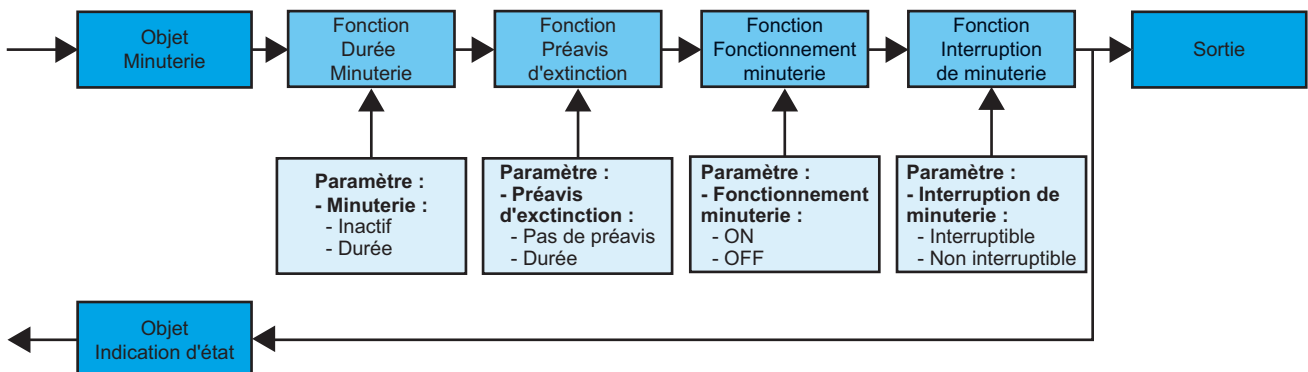 Objet
Minuterie
Fonction
Durée
Minuterie
Fonction
Préavis
d'extinction
Fonction
Fonctionnement
minuterie
Fonction
Interruption
de minuterie
Sortie
Paramètre :
- Minuterie :
- Inactif
- Durée
Paramètre :
- Préavis
d'exctinction :
- Pas de préavis
- Durée
Paramètre :
- Fonctionnement
minuterie :
- ON
- OFF
Paramètre :
- Interruption de
minuterie :
- Interruptible
- Non interruptible
Objet
Indication d'état